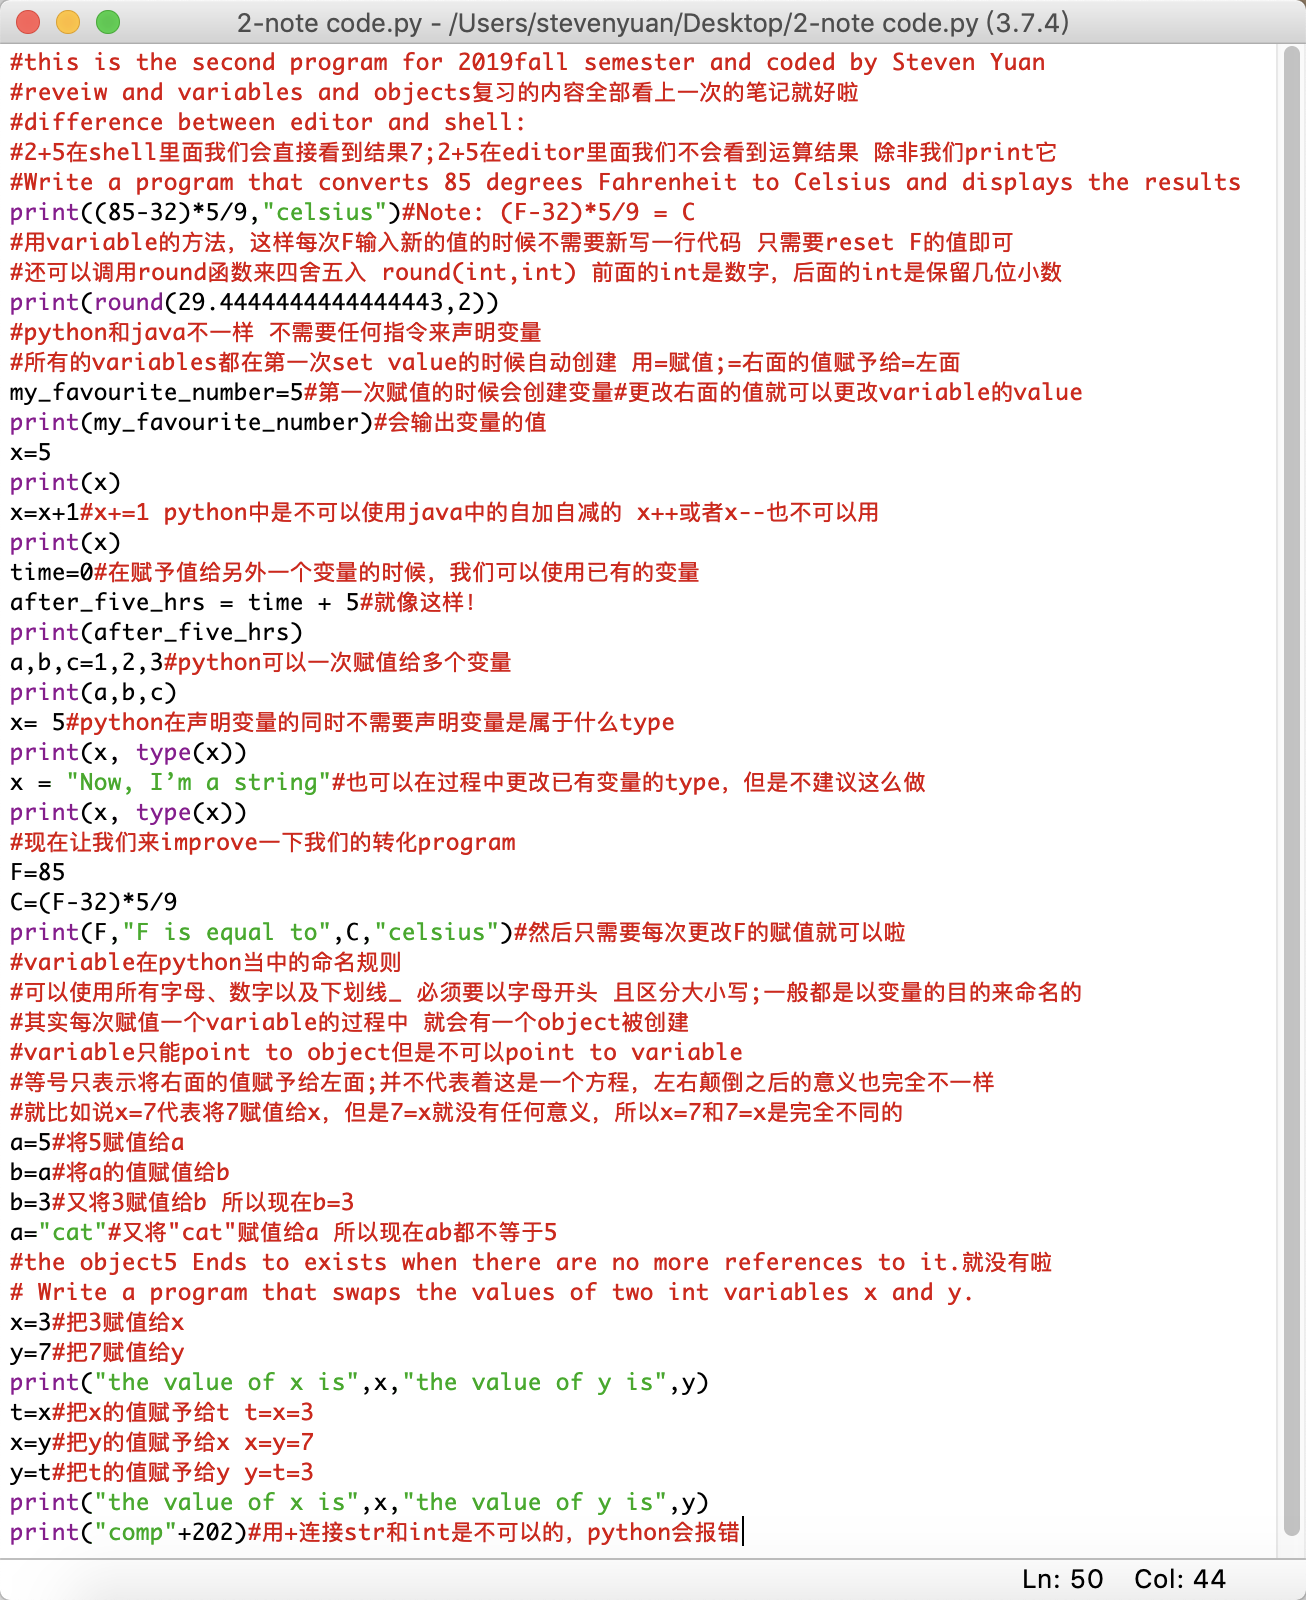 2-note code.py - /Users/stevenyuan/Desktop/2-note code.py (3.7.4)
#this is the second program for 2019fall semester and coded by Steven Yuan
#reveiw and variables and objects复习的内容全部看上一次的笔记就好啦
#difference between editor and shell:
#2+5在shell里面我们会直接看到结果7;2+5在editor里面我们不会看到运算结果 除非我们print它
#Write a program that converts 85 degrees Fahrenheit to Celsius and displays the results
print((85-32)*5/9,"celsius")#Note: (F-32)*5/9 = C
#用variable的方法，这样每次F输入新的值的时候不需要新写一行代码 只需要reset F的值即可
#还可以调用round函数来四舍五入 round(int,int) 前面的int是数字，后面的int是保留几位小数
print(round(29.4444444444444443,2))
#python和java不一样 不需要任何指令来声明变量
#所有的variables都在第一次set value的时候自动创建 用=赋值;=右面的值赋予给=左面
my_favourite_number=5#第一次赋值的时候会创建变量#更改右面的值就可以更改variable的value
print(my_favourite_number)#会输出变量的值
x=5
print(x)
x=x+1#x+=1 python中是不可以使用java中的自加自减的 x++或者x--也不可以用
print(x)
time=0#在赋予值给另外一个变量的时候，我们可以使用已有的变量
after_five_hrs = time + 5#就像这样！
print(after_five_hrs)
a,b,c=1,2,3#python可以一次赋值给多个变量
print(a,b,c)
x= 5#python在声明变量的同时不需要声明变量是属于什么type
print(x, type(x))
x = "Now, I’m a string"#也可以在过程中更改已有变量的type，但是不建议这么做
print(x, type(x))
#现在让我们来improve一下我们的转化program
F=85
C=(F-32)*5/9
print(F,"F is equal to",C,"celsius")#然后只需要每次更改F的赋值就可以啦
#variable在python当中的命名规则
#可以使用所有字母、数字以及下划线_ 必须要以字母开头 且区分大小写;一般都是以变量的目的来命名的
#其实每次赋值一个variable的过程中 就会有一个object被创建
#variable只能point to object但是不可以point to variable
#等号只表示将右面的值赋予给左面;并不代表着这是一个方程，左右颠倒之后的意义也完全不一样
#就比如说x=7代表将7赋值给x，但是7=x就没有任何意义，所以x=7和7=x是完全不同的
a=5#将5赋值给a
b=a#将a的值赋值给b
b=3#又将3赋值给b 所以现在b=3
a="cat"#又将"cat"赋值给a 所以现在ab都不等于5
#the object5 Ends to exists when there are no more references to it.就没有啦
# Write a program that swaps the values of two int variables x and y.
x=3#把3赋值给x
y=7#把7赋值给y
print("the value of x is",x,"the value of y is",y)
t=x#把x的值赋予给t t=x=3
x=y#把y的值赋予给x x=y=7
y=t#把t的值赋予给y y=t=3
print("the value of x is",x,"the value of y is",y)
print("comp"+202)#用+连接str和int是不可以的，python会报错
Ln: 50 Col: 44